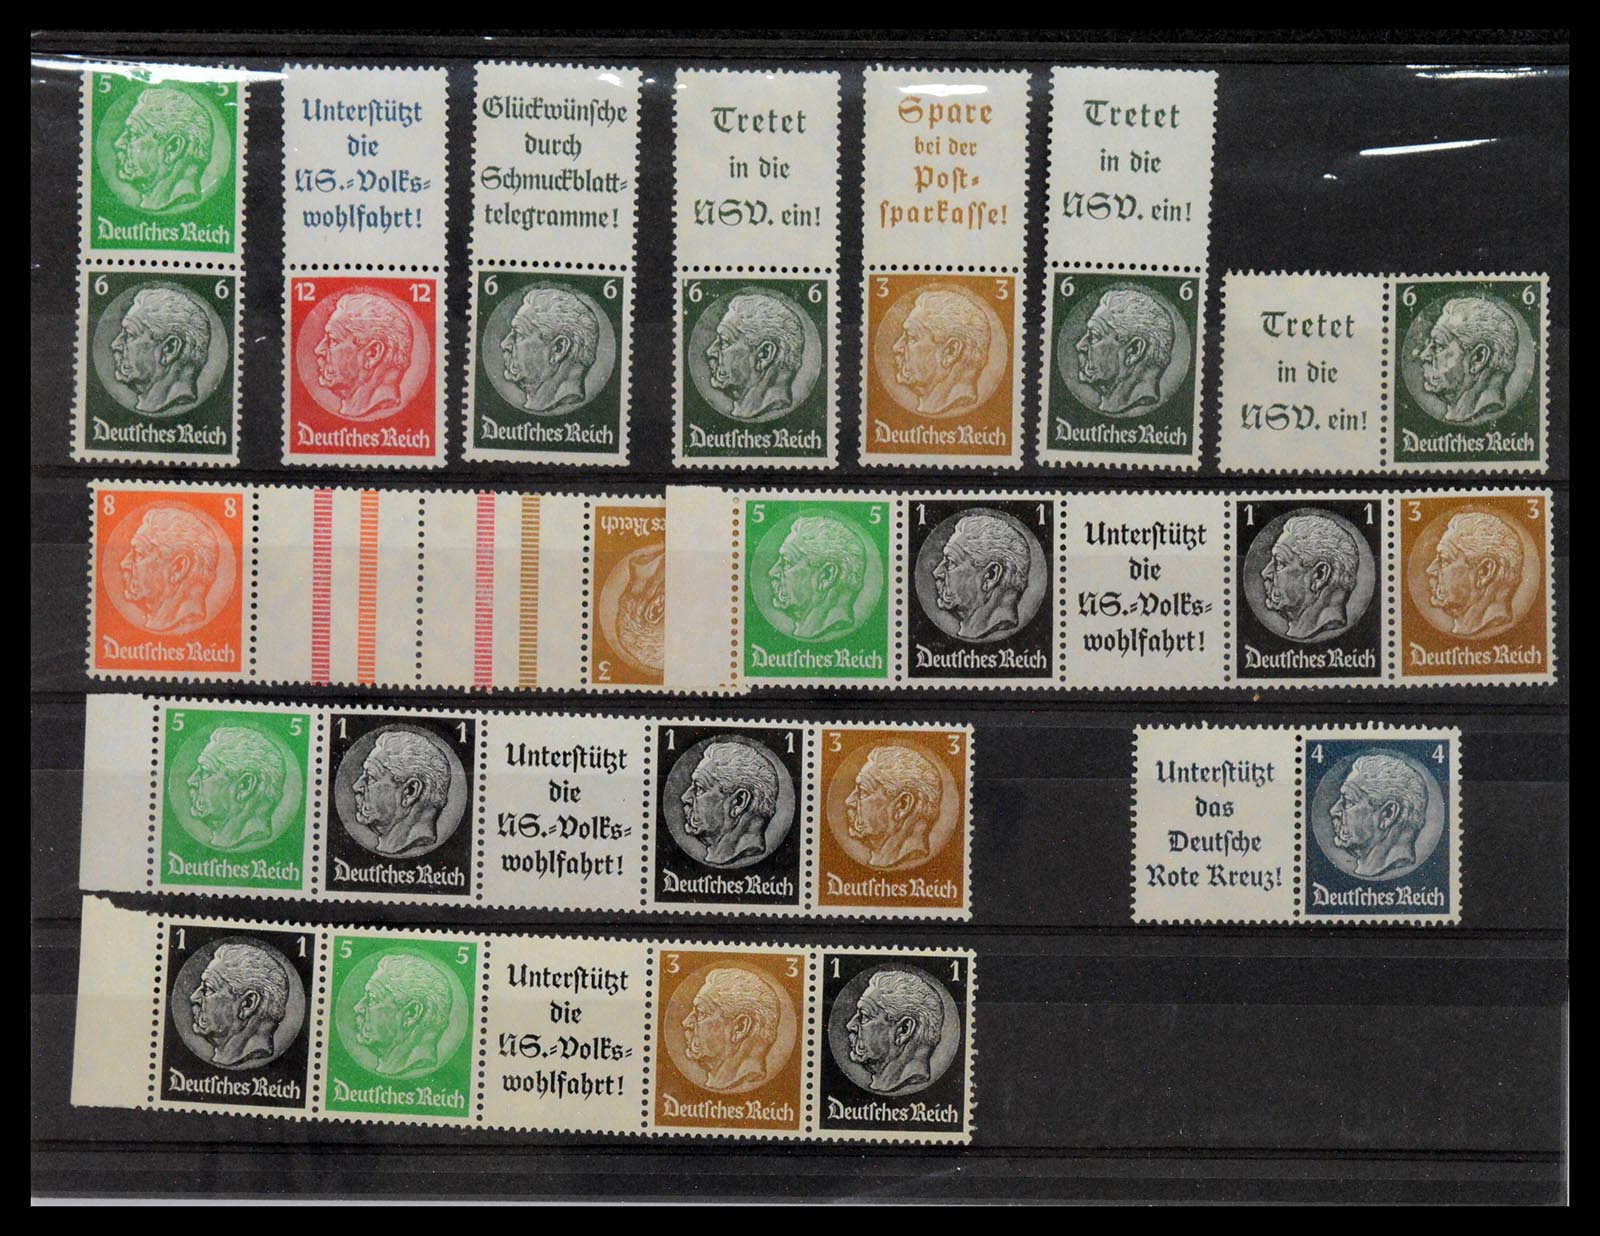 5 5
Deutsches Reich
6 6
Deutsches Reich
Unterstützt
die
NS.=Volks=
wohlfahrt!
12 12
Deutsches Reich
Glückwünsche
durch
Schmuckblatt=
telegramme!
6 6
Deutsches Reich
Tretet
in die
NSV. ein!
6 6
Deutsches Reich
Spare
bei der
Post=
sparkasse!
3 3
Deutsches Reich
Tretet
in die
NSV. ein!
6 6
Deutsches Reich
Tretet
in die
NSV. ein!
6 6
Deutsches Reich
8 8
Deutsches Reich
es Reich
3
5 5
Deutsches Reich
1 1
Deutsches Reich
Unterstützt
die
NS.=Volks=
wohlfahrt!
1 1
Deutsches Reich
3 3
Deutsches Reich
5 5
Deutsches Reich
1 1
Deutsches Reich
Unterstützt
die
NS.=Volks=
wohlfahrt!
1 1
Deutsches Reich
3 3
Deutsches Reich
Unterstützt
das
Deutsche
Rote Kreuz!
4 4
Deutsches Reich
1 1
Deutsches Reich
5 5
Deutsches Reich
Unterstützt
die
NS.=Volks=
wohlfahrt!
3 3
Deutsches Reich
1 1
Deutsches Reich